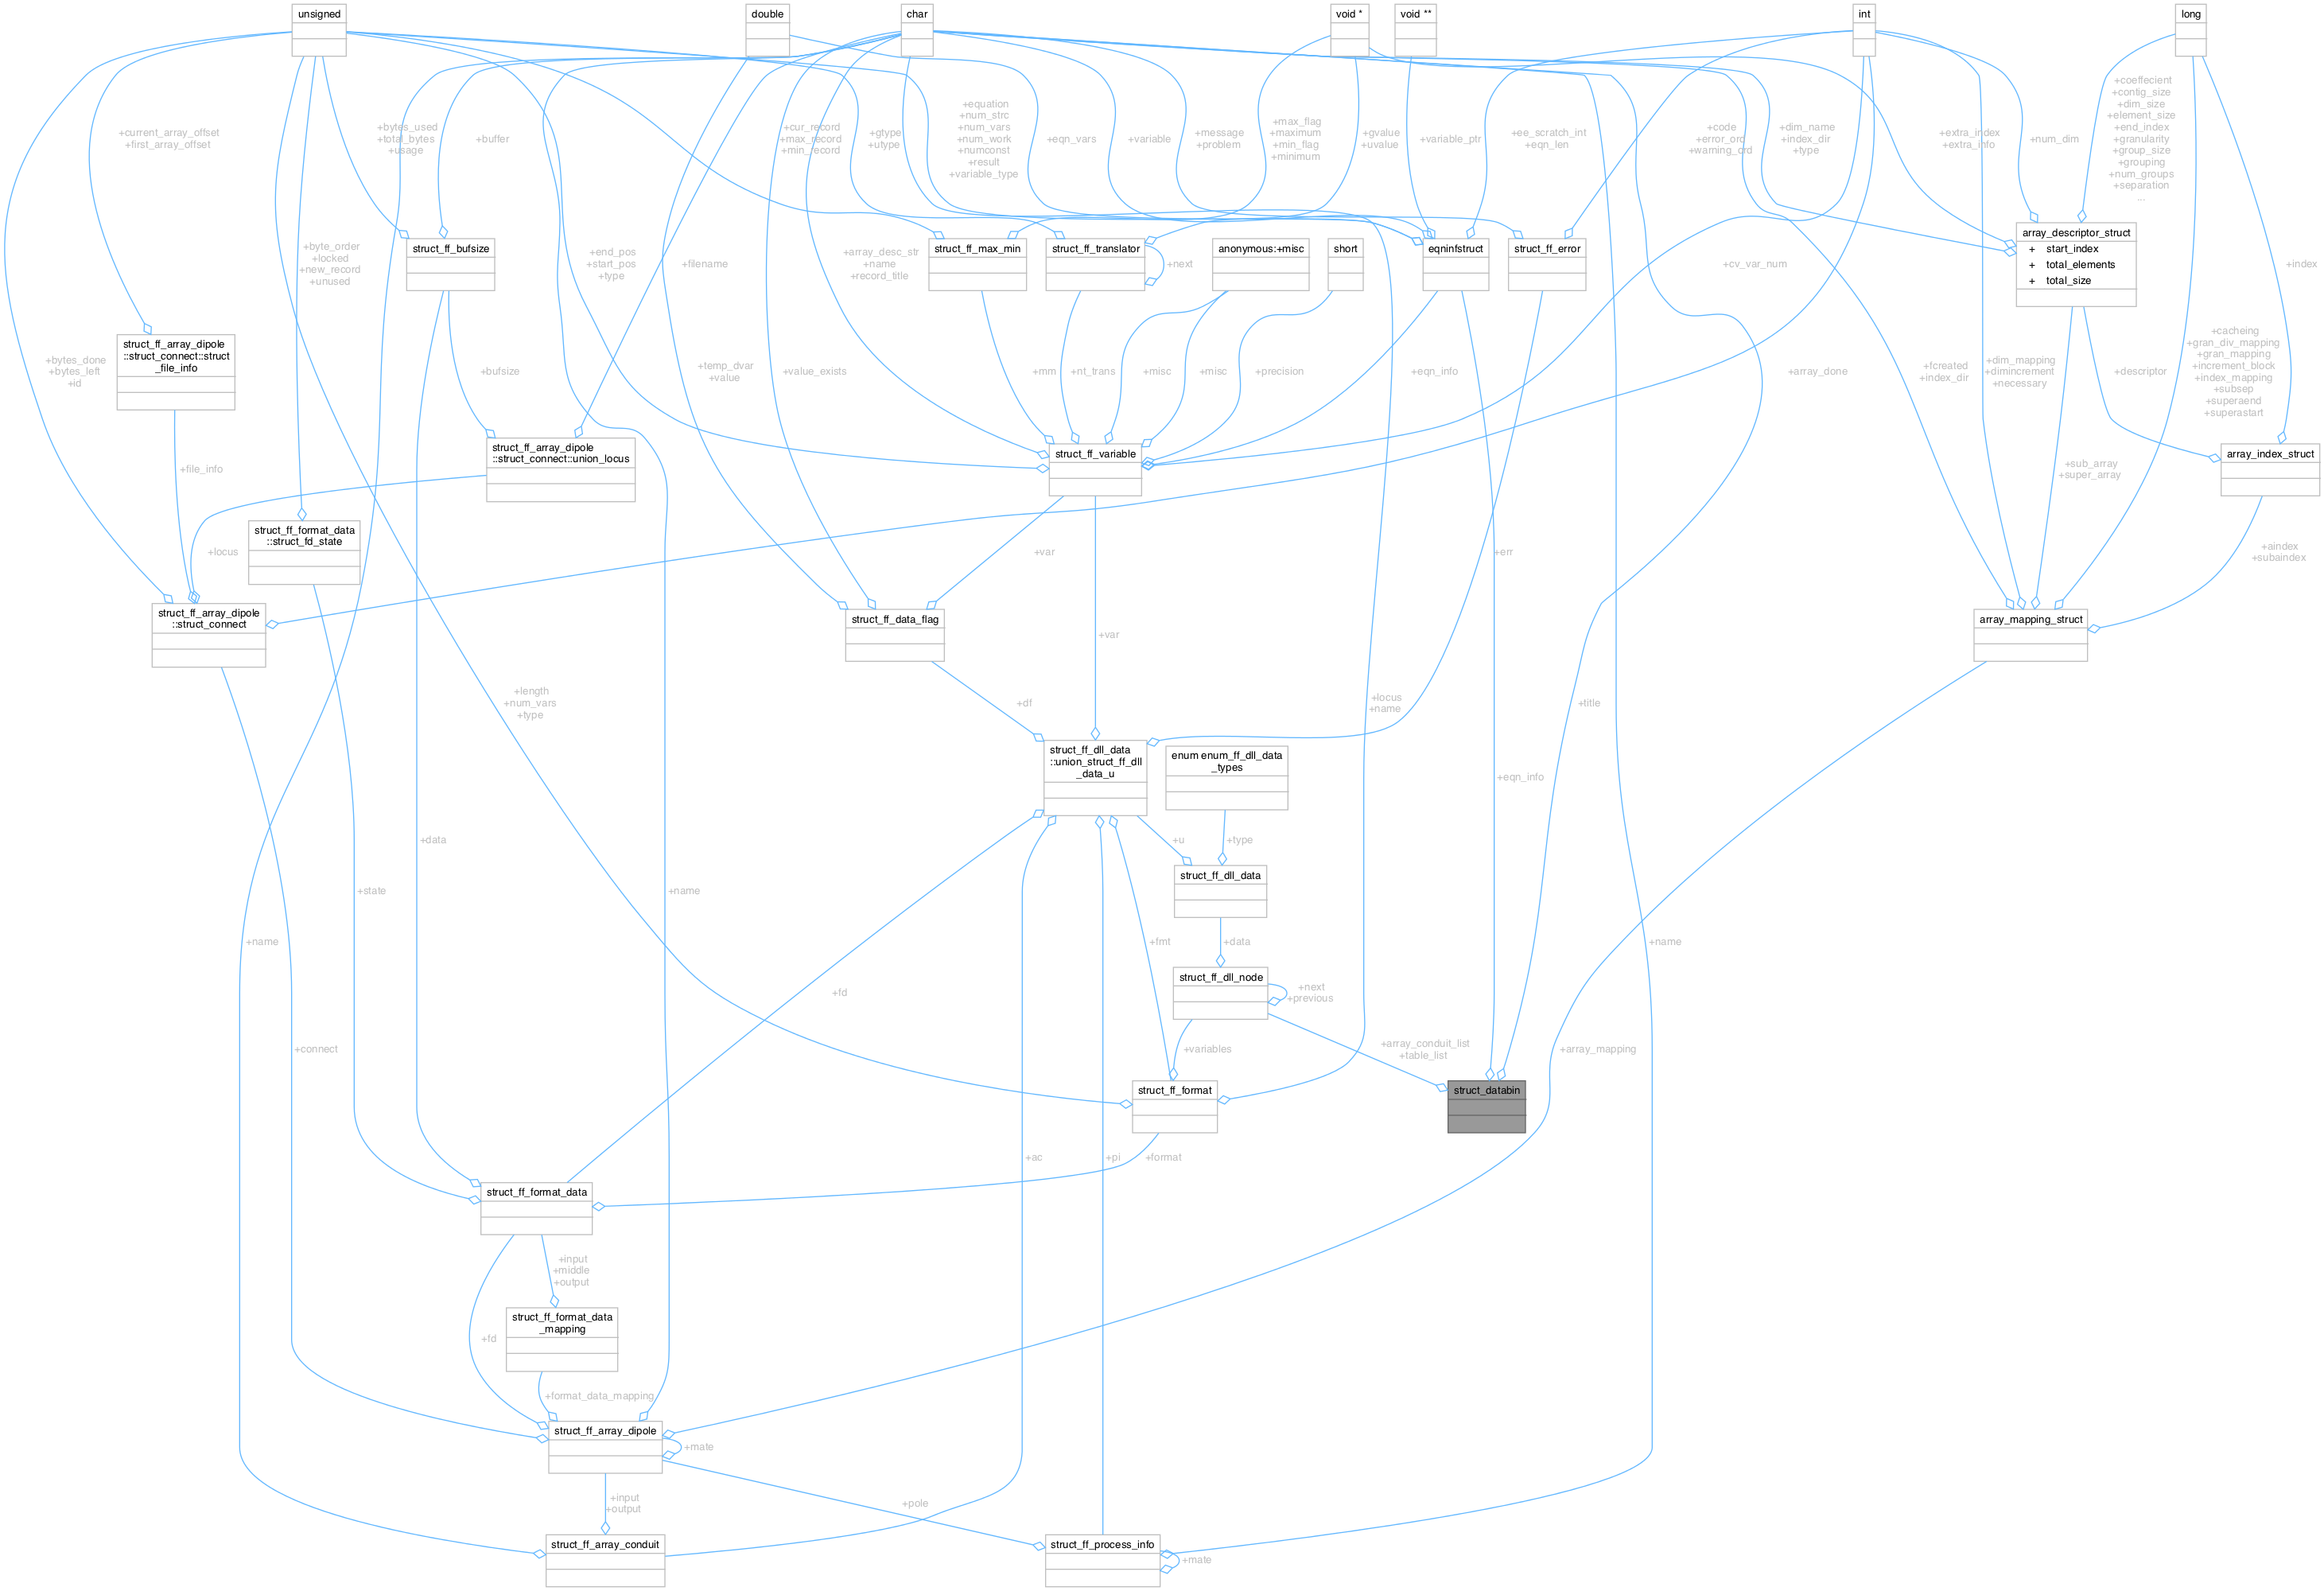 unsigned
double
char
void *
void **
int
long
+coeffecient
+contig_size
+dim_size
+element_size
+end_index
+granularity
+group_size
+grouping
+num_groups
+separation
...
+current_array_offset
+first_array_offset
+bytes_used
+total_bytes
+usage
+buffer
+cur_record
+max_record
+min_record
+gtype
+utype
+equation
+num_strc
+num_vars
+num_work
+numconst
+result
+variable_type
+eqn_vars
+variable
+message
+problem
+max_flag
+maximum
+min_flag
+minimum
+gvalue
+uvalue
+variable_ptr
+ee_scratch_int
+eqn_len
+code
+error_ord
+warning_ord
+dim_name
+index_dir
+type
+extra_index
+extra_info
+num_dim
+byte_order
+locked
+new_record
+unused
struct_ff_bufsize
+end_pos
+start_pos
+type
+filename
+array_desc_str
+name
+record_title
struct_ff_max_min
struct_ff_translator
+next
anonymous:+misc
short
eqninfstruct
struct_ff_error
+cv_var_num
array_descriptor_struct
+ start_index
+ total_elements
+ total_size
+index
struct_ff_array_dipole
::struct_connect::struct
_file_info
+bytes_done
+bytes_left
+id
+bufsize
+temp_dvar
+value
+value_exists
+mm
+nt_trans
+misc
+misc
+precision
+eqn_info
+array_done
+fcreated
+index_dir
+dim_mapping
+dimincrement
+necessary
+descriptor
+cacheing
+gran_div_mapping
+gran_mapping
+increment_block
+index_mapping
+subsep
+superaend
+superastart
+file_info
struct_ff_array_dipole
::struct_connect::union_locus
struct_ff_variable
+sub_array
+super_array
array_index_struct
struct_ff_format_data
::struct_fd_state
+locus
+var
+err
+aindex
+subaindex
struct_ff_array_dipole
::struct_connect
struct_ff_data_flag
+var
array_mapping_struct
+length
+num_vars
+type
+df
+locus
+name
+title
struct_ff_dll_data
::union_struct_ff_dll
_data_u
enum enum_ff_dll_data
_types
+eqn_info
+data
+u
+type
struct_ff_dll_data
+state
+name
+name
+fmt
+data
+name
+fd
struct_ff_dll_node
+next
+previous
+connect
+variables
+array_conduit_list
+table_list
+array_mapping
struct_ff_format
struct_databin
+ac
+pi
+format
struct_ff_format_data
+input
+middle
+output
struct_ff_format_data
_mapping
+fd
+format_data_mapping
struct_ff_array_dipole
+mate
+input
+output
+pole
struct_ff_array_conduit
struct_ff_process_info
+mate